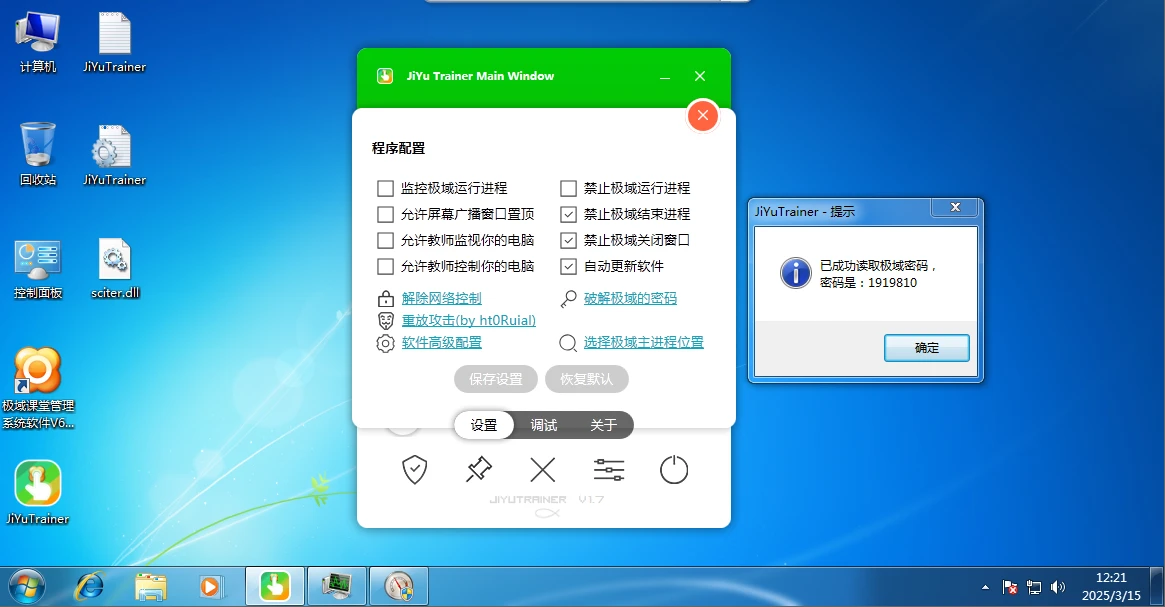 计算机
JiYuTrainer
回收站
JiYuTrainer
控制面板
sciter.dll
极域课堂管理
系统软件V6...
JiYuTrainer
JiYu Trainer Main Window
程序配置
监控极域运行进程
禁止极域运行进程
允许屏幕广播窗口置顶
禁止极域结束进程
允许教师监视你的电脑
禁止极域关闭窗口
允许教师控制你的电脑
自动更新软件
解除网络控制
破解极域的密码
重放攻击(by ht0Ruial)
软件高级配置
选择极域主进程位置
保存设置
恢复默认
设置
调试
关于
JIYUTRAINER V1.7
JiYuTrainer - 提示
已成功读取极域密码，
密码是：1919810
确定
12:21
2025/3/15